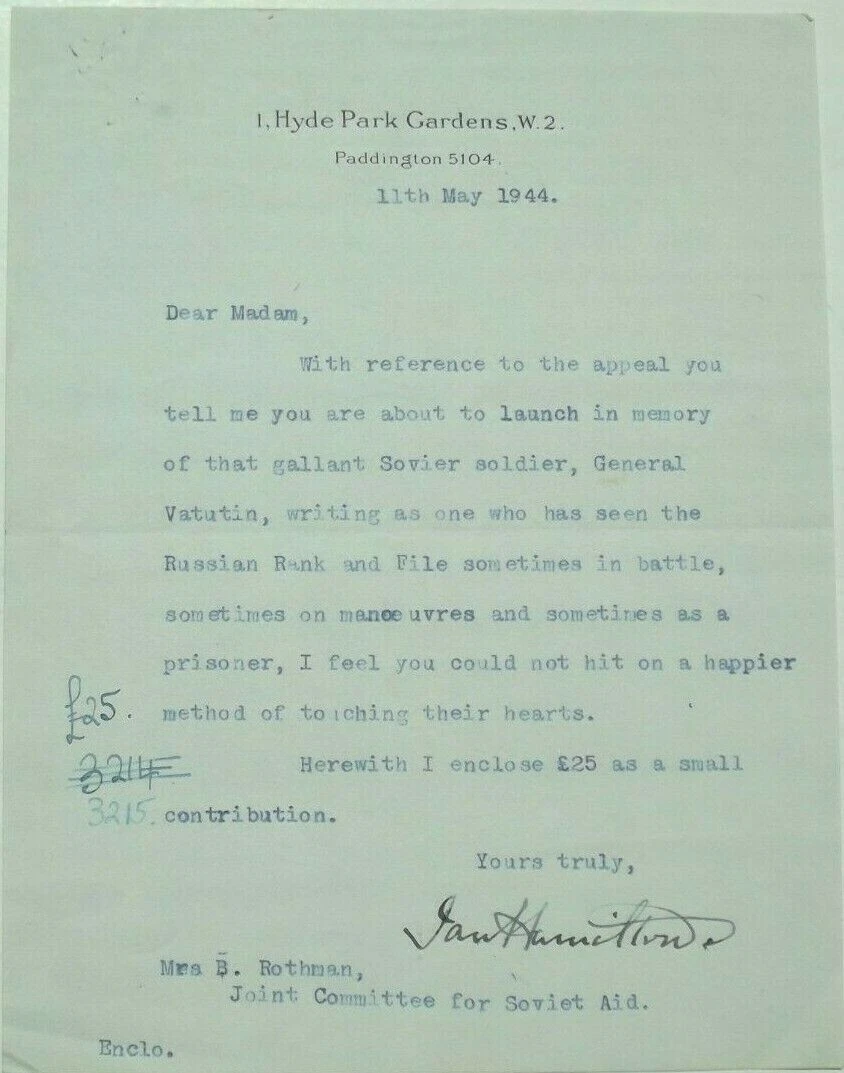 1, Hyde Park Gardens, W.2.
Paddington 5104.
11th May 1944.
Dear Madam,
With reference to the appeal you
tell me you are about to launch in memory
of that gallant Sovier soldier, General
Vatutin, writing as one who has seen the
Russian Rank and File sometimes in battle,
sometimes on manœuvres and sometimes as a
prisoner, I feel you could not hit on a happier
£25. method of touching their hearts.
3214 Herewith I enclose £25 as a small
3215. contribution.
Yours truly,
Ian Hamilton.
Mrs B. Rothman,
Joint Committee for Soviet Aid.
Enclo.